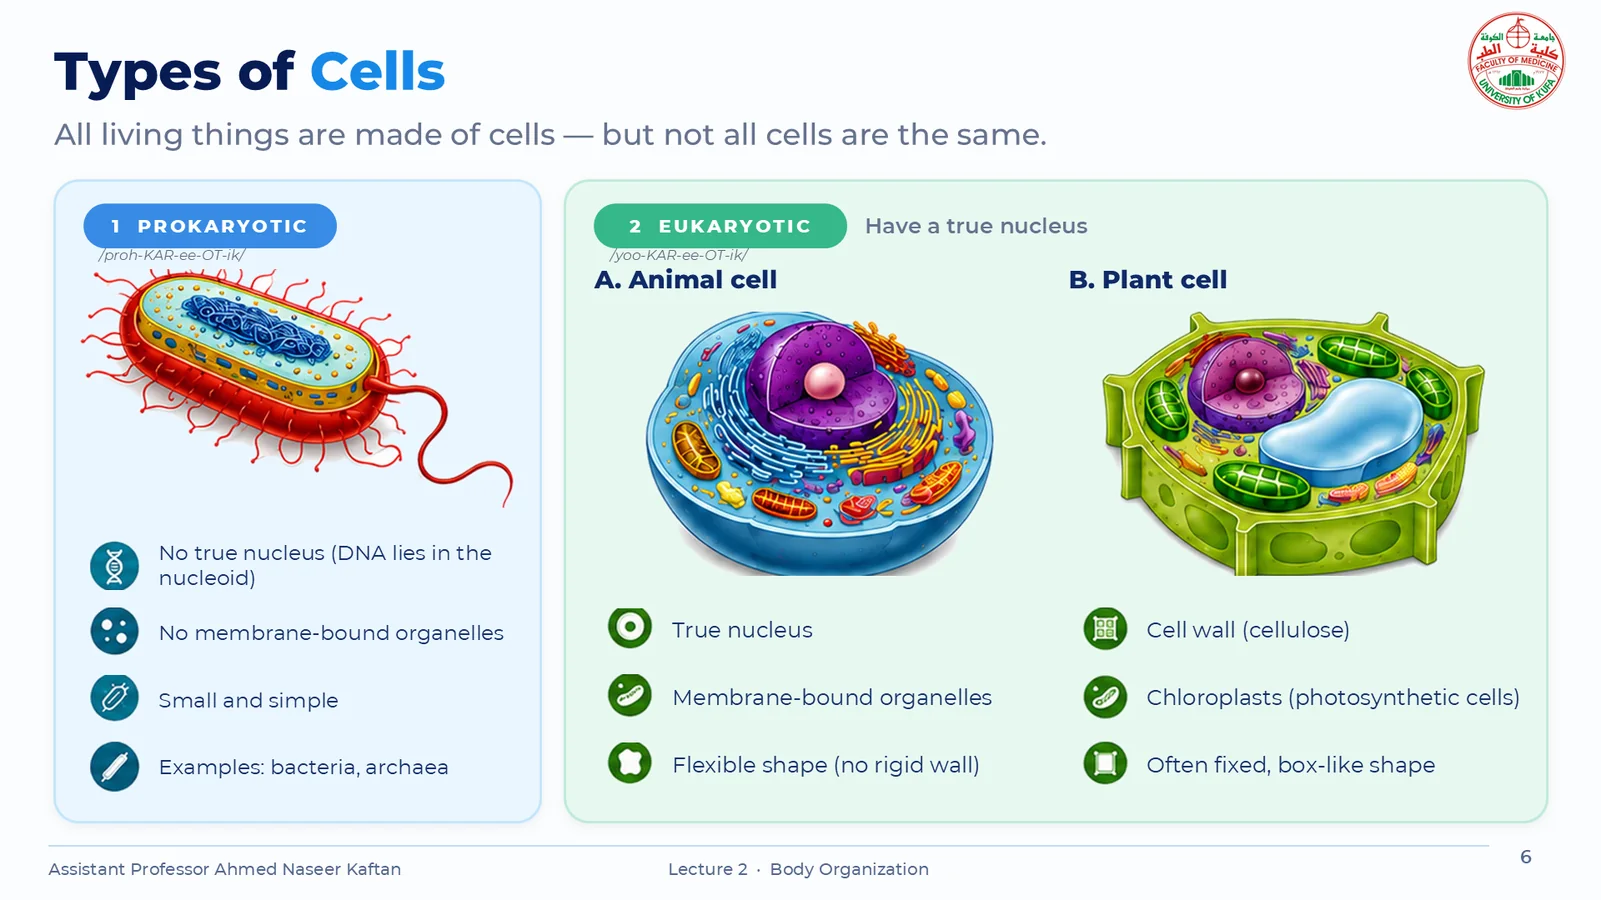 Types of Cells
All living things are made of cells — but not all cells are the same.
جامعة الكوفة
كلية الطب
FACULTY OF MEDICINE
UNIVERSITY OF KUFA
1 PROKARYOTIC
/proh-KAR-ee-OT-ik/
No true nucleus (DNA lies in the
nucleoid)
No membrane-bound organelles
Small and simple
Examples: bacteria, archaea
2 EUKARYOTIC
Have a true nucleus
/yoo-KAR-ee-OT-ik/
A. Animal cell
True nucleus
Membrane-bound organelles
Flexible shape (no rigid wall)
B. Plant cell
Cell wall (cellulose)
Chloroplasts (photosynthetic cells)
Often fixed, box-like shape
Assistant Professor Ahmed Naseer Kaftan
Lecture 2 · Body Organization
6